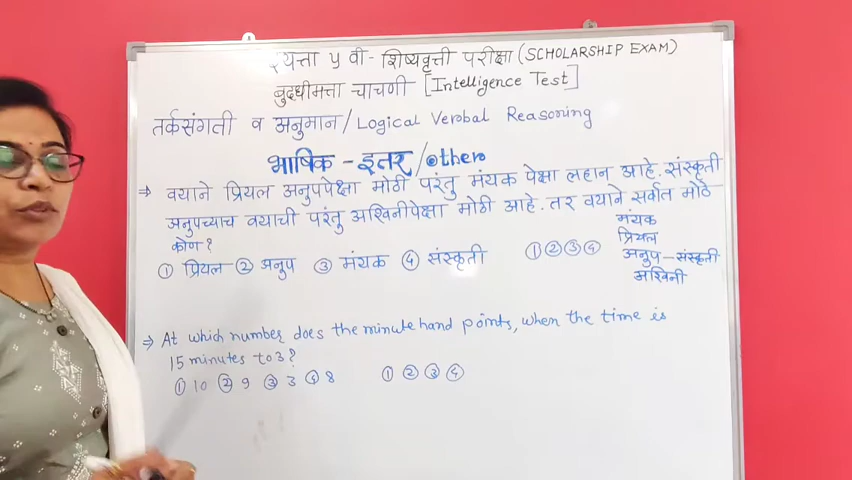 इयत्ता ५ वी - शिष्यवृत्ती परीक्षा (SCHOLARSHIP EXAM)
बुद्धीमत्ता चाचणी [Intelligence Test]
तर्कसंगती व अनुमान / Logical Verobal Reasoning
भाषिक - इतर / others
⇒ वयाने प्रियल अनुपपेक्षा मोठी परंतु मंयक पेक्षा लहान आहे. संस्कृती
अनुपच्याच वयाची परंतु अश्विनीपेक्षा मोठी आहे. तर वयाने सर्वात मोठे
कोण?
① प्रियल ② अनुप ③ मंयक ④ संस्कृती ① ② ③ ④
मंयक
प्रियल
अनुप - संस्कृती
अश्विनी
⇒ At which number does the minute hand points, when the time is
15 minutes to 3?
① 10 ② 9 ③ 3 ④ 8 ① ② ③ ④